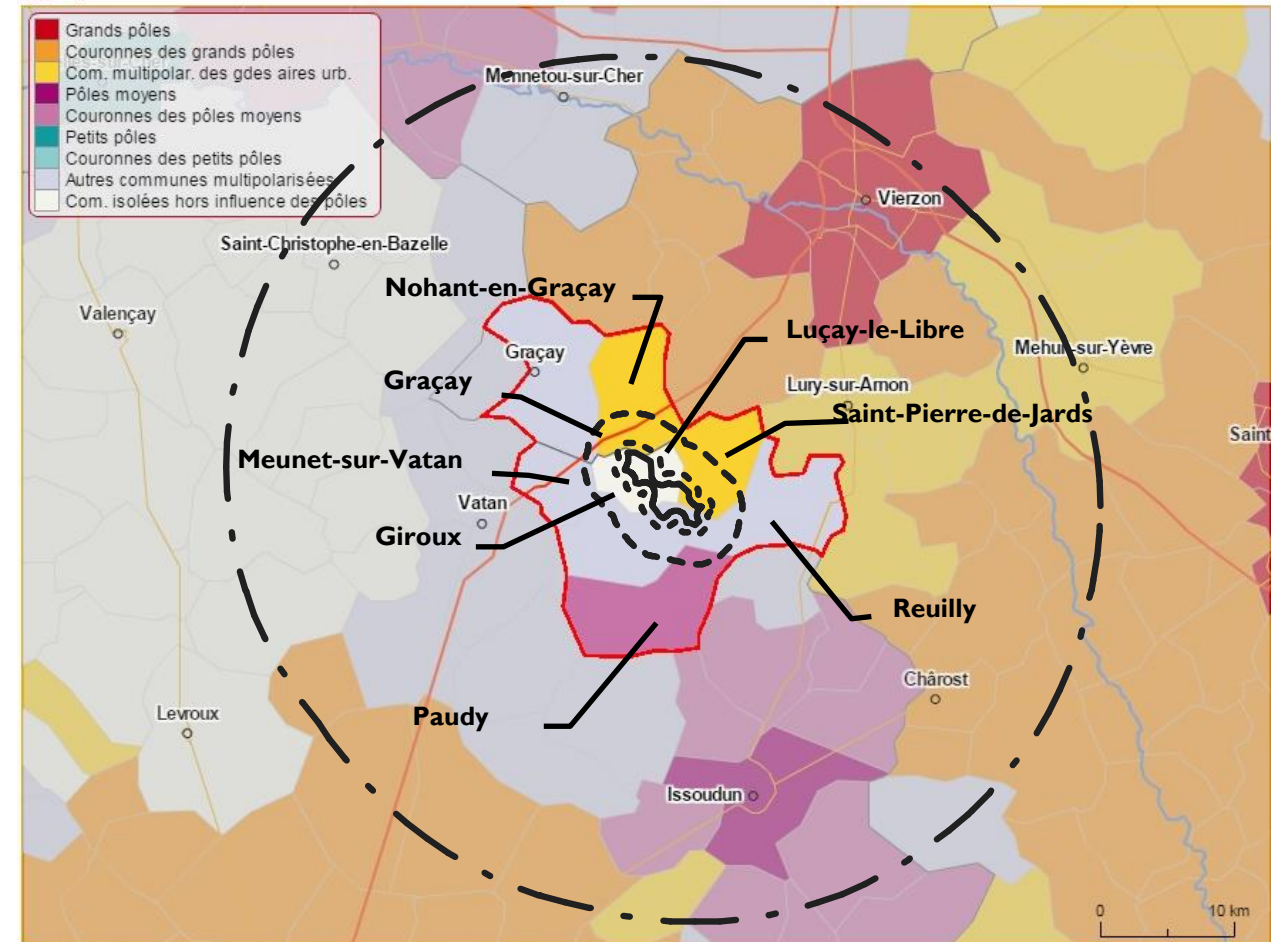 Grands pôles
Couronnes des grands pôles
Com. multipolar. des gdes aires urb.
Pôles moyens
Couronnes des pôles moyens
Petits pôles
Couronnes des petits pôles
Autres communes multipolarisées
Com. isolées hors influence des pôles
Mennetou-sur-Cher
Vierzon
Saint-Christophe-en-Bazelle
Nohant-en-Graçay
Valençay
Luçay-le-Libre
Graçay
Mehun-sur-Yèvre
Graçay
Lury-sur-Arnon
Saint-Pierre-de-Jards
Saint
Meunet-sur-Vatan
Vatan
Giroux
Reuilly
Chârost
Paudy
Levroux
Issoudun
0 10 km